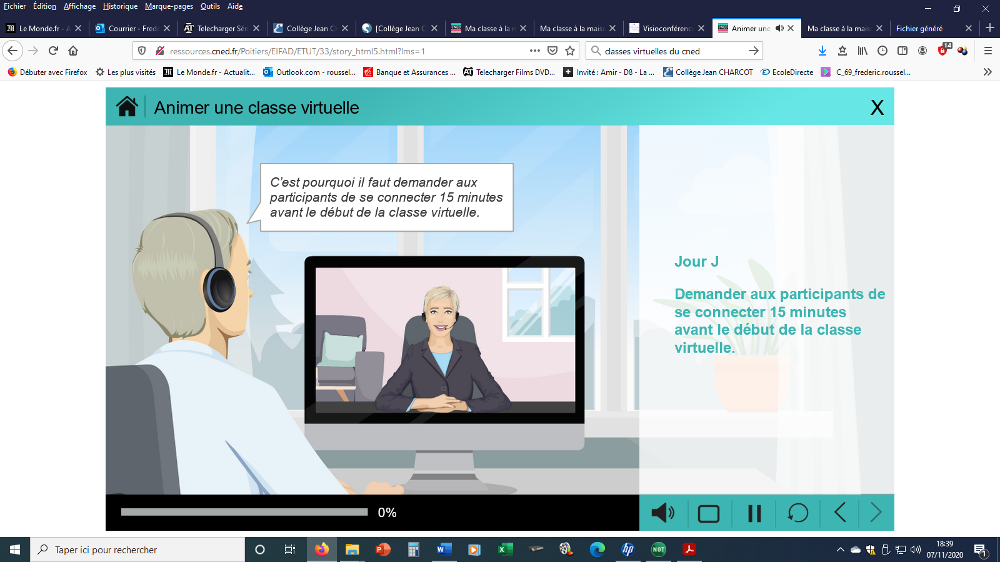 Fichier Édition Affichage Historique Marque-pages Outils Aide
Le Monde.fr - A
Courrier - Frede
Telecharger Séri
Collège Jean Ch
[Collège Jean C
Ma classe à la m
Ma classe à la mais
Visioconférence
Animer une
Ma classe à la mais
Fichier généré
ressources.cned.fr/Poitiers/EIFAD/ETUT/33/story_html5.html?lms=1
classes virtuelles du cned
14
Débuter avec Firefox
Les plus visités
Le Monde.fr - Actualit...
Outlook.com - roussel...
Banque et Assurances ...
Telecharger Films DVD...
Invité : Amir - D8 - La ...
Collège Jean CHARCOT
EcoleDirecte
C_69_frederic.roussel...
Animer une classe virtuelle
X
C'est pourquoi il faut demander aux
participants de se connecter 15 minutes
avant le début de la classe virtuelle.
Jour J
Demander aux participants de
se connecter 15 minutes
avant le début de la classe
virtuelle.
0%
Taper ici pour rechercher
NOT
18:39
07/11/2020
1